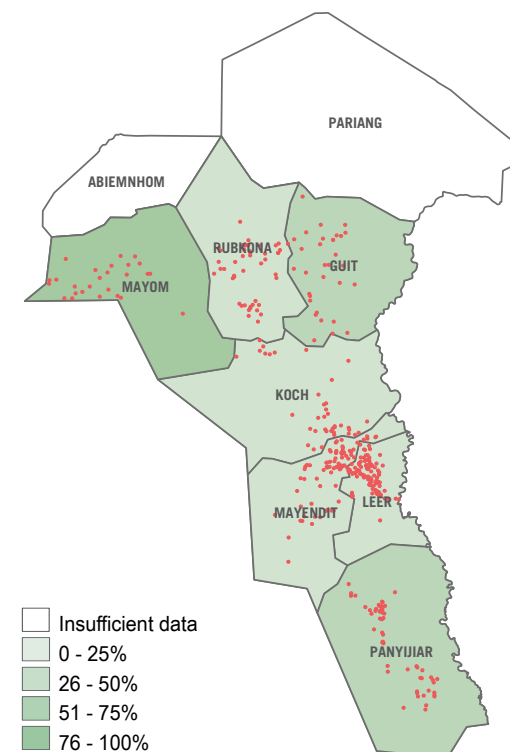 PARIANG
ABIEMNHOM
RUBKONA
GUIT
MAYOM
KOCH
LEER
MAYENDIT
PANYIJIAR
Insufficient data
0 - 25%
26 - 50%
51 - 75%
76 - 100%